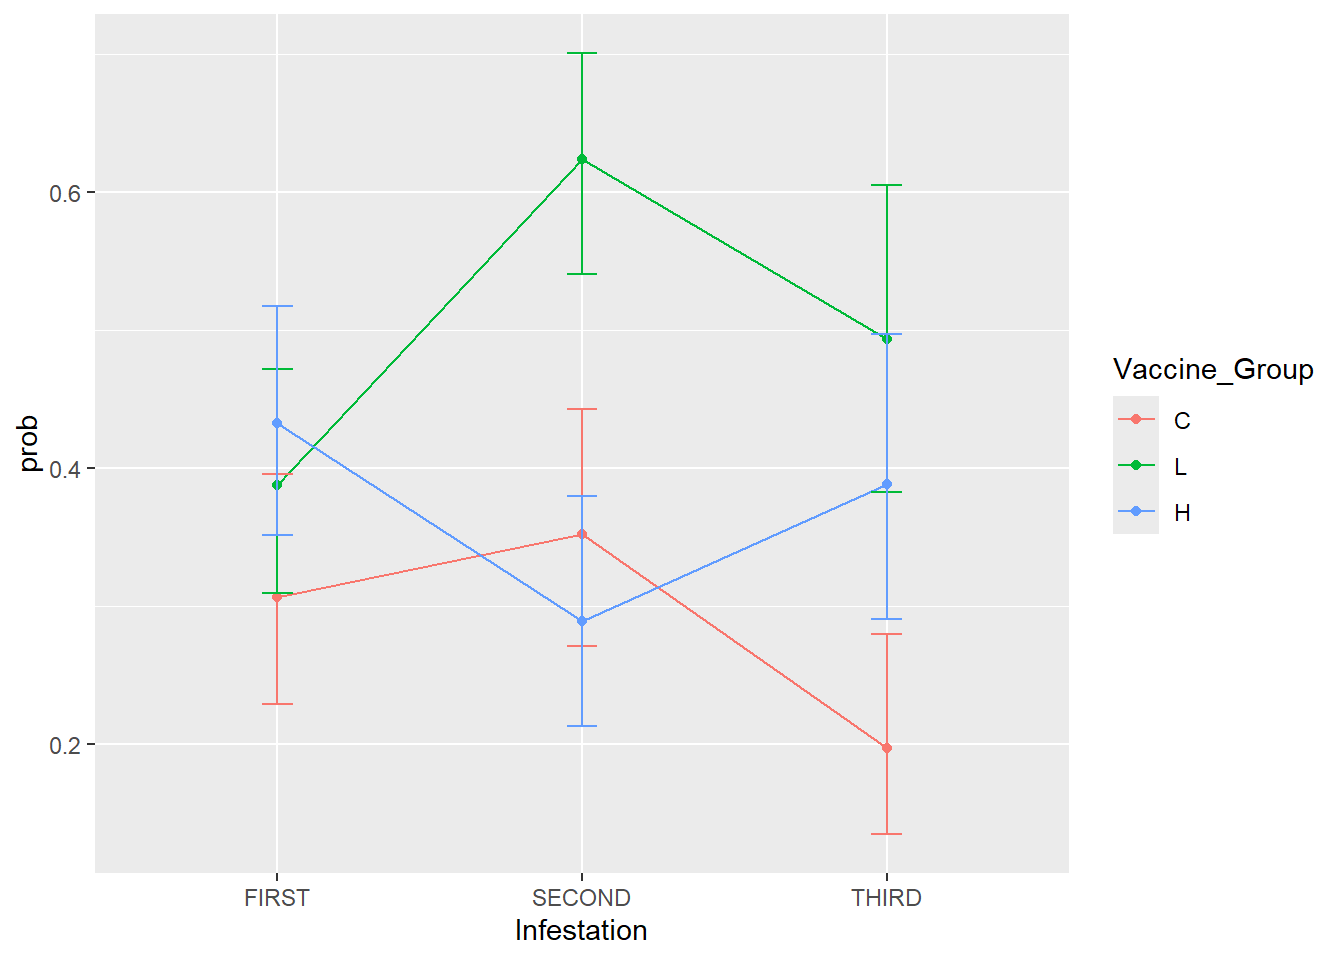 0.6
0.4
0.2
prob
FIRST
SECOND
THIRD
Infestation
Vaccine_Group
C
L
H